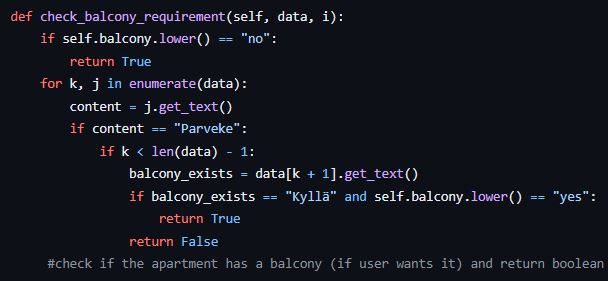 def check_balcony_requirement(self, data, i):
    if self.balcony.lower() == "no":
        return True
    for k, j in enumerate(data):
        content = j.get_text()
        if content == "Parveke":
            if k < len(data) - 1:
                balcony_exists = data[k + 1].get_text()
                if balcony_exists == "Kyllä" and self.balcony.lower() == "yes":
                    return True
                return False
     #check if the apartment has a balcony (if user wants it) and return boolean